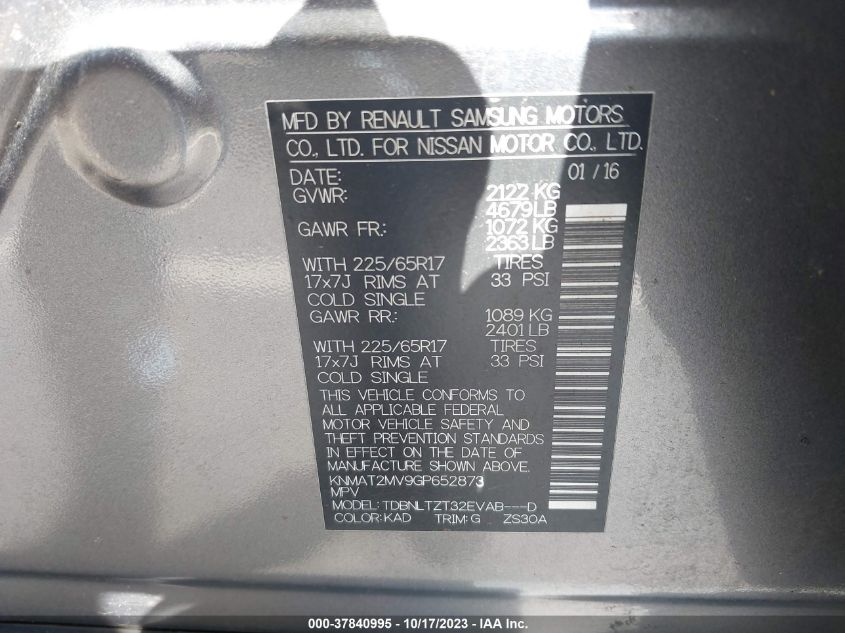 MFD BY RENAULT SAMSUNG MOTORS
CO., LTD. FOR NISSAN MOTOR CO., LTD.
DATE: 01 / 16
GVWR: 2122 KG
4679 LB
GAWR FR.: 1072 KG
2363 LB
WITH 225/65R17 TIRES
17x7J RIMS AT 33 PSI
COLD SINGLE
GAWR RR.: 1089 KG
2401 LB
WITH 225/65R17 TIRES
17x7J RIMS AT 33 PSI
COLD SINGLE
THIS VEHICLE CONFORMS TO
ALL APPLICABLE FEDERAL
MOTOR VEHICLE SAFETY AND
THEFT PREVENTION STANDARDS
IN EFFECT ON THE DATE OF
MANUFACTURE SHOWN ABOVE.
KNMAT2MV9GP652873
MPV
MODEL: TDBNLTZT32EVAB---D
COLOR: KAD TRIM: G ZS30A
000-37840995 - 10/17/2023 - IAA Inc.